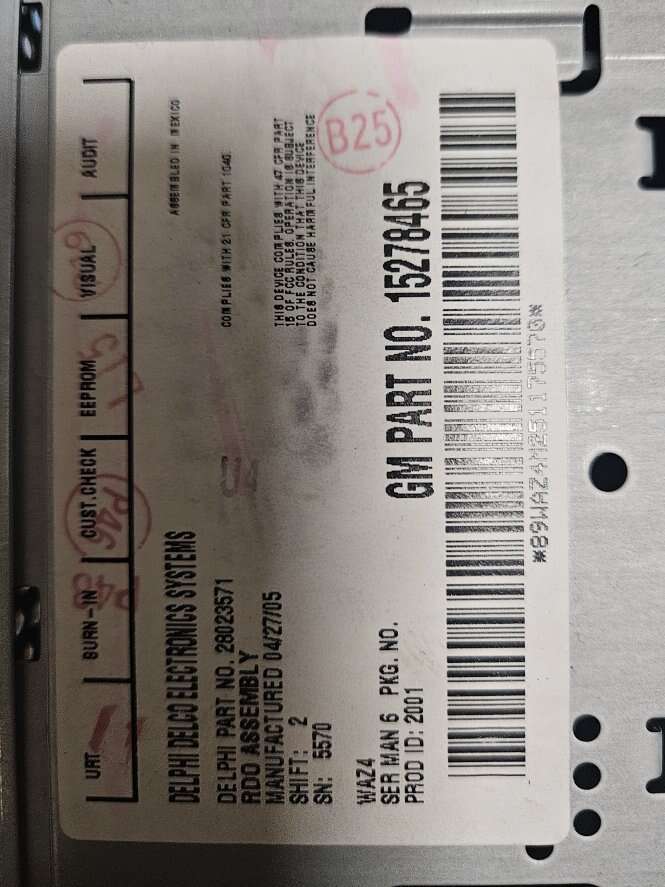 URT BURN-IN CUST.CHECK EEPROM VISUAL AUDIT
P46
ASSEMBLED IN MEXICO
DELPHI DELCO ELECTRONICS SYSTEMS
COMPLIES WITH 21 CFR PART 1040.
DELPHI PART NO. 28023571
RDO ASSEMBLY
MANUFACTURED 04/27/05
SHIFT: 2
SN: 5570
THIS DEVICE COMPLIES WITH 47 CFR PART
15 OF FCC RULES. OPERATION IS SUBJECT
TO THE CONDITION THAT THIS DEVICE
DOES NOT CAUSE HARMFUL INTERFERENCE
B25
WAZ4
SER MAN 6 PKG. NO.
PROD ID: 2001
GM PART NO. 15278465